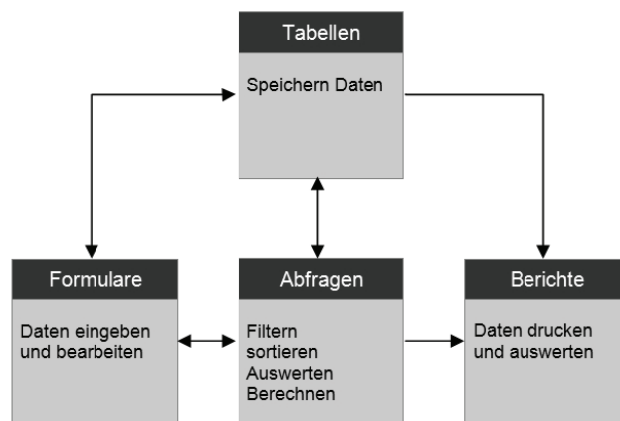 Tabellen
Speichern Daten
Formulare
Daten eingeben
und bearbeiten
Abfragen
Filtern
sortieren
Auswerten
Berechnen
Berichte
Daten drucken
und auswerten